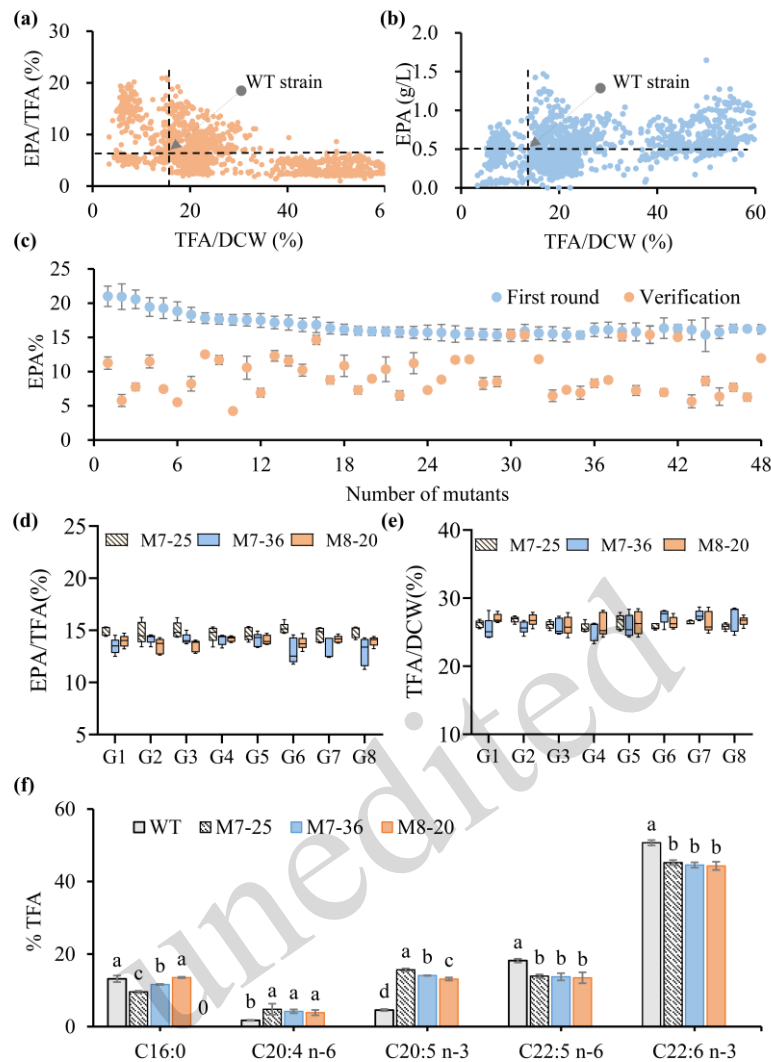 (a)
30
20
10
0
EPA/TFA (%)
WT strain
0
20
40
6
TFA/DCW (%)
(b)
2.0
1.5
1.0
0.5
0.0
EPA (g/L)
WT strain
0
20
40
60
TFA/DCW (%)
(c)
25
20
15
10
5
0
EPA%
First round
Verification
0 6 12 18 24 30 36 42 48
Number of mutants
(d)
25
20
15
10
5
EPA/TFA(%)
M7-25 M7-36 M8-20
G1 G2 G3 G4 G5 G6 G7 G8
(e)
40
30
20
10
TFA/DCW(%)
M7-25 M7-36 M8-20
G1 G2 G3 G4 G5 G6 G7 G8
(f)
60
40
20
0
% TFA
WT M7-25 M7-36 M8-20
a c b a 0
b a a a
d a b c
a b b b
a b b b
C16:0 C20:4 n-6 C20:5 n-3 C22:5 n-6 C22:6 n-3
unedited